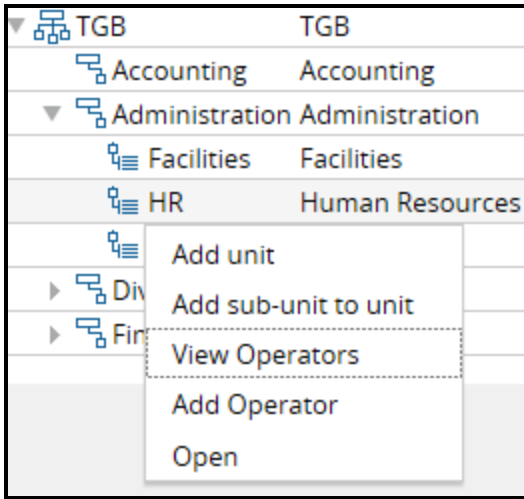 TGB TGB
Accounting Accounting
Administration Administration
Facilities Facilities
HR Human Resources
Add unit
Add sub-unit to unit
View Operators
Add Operator
Open